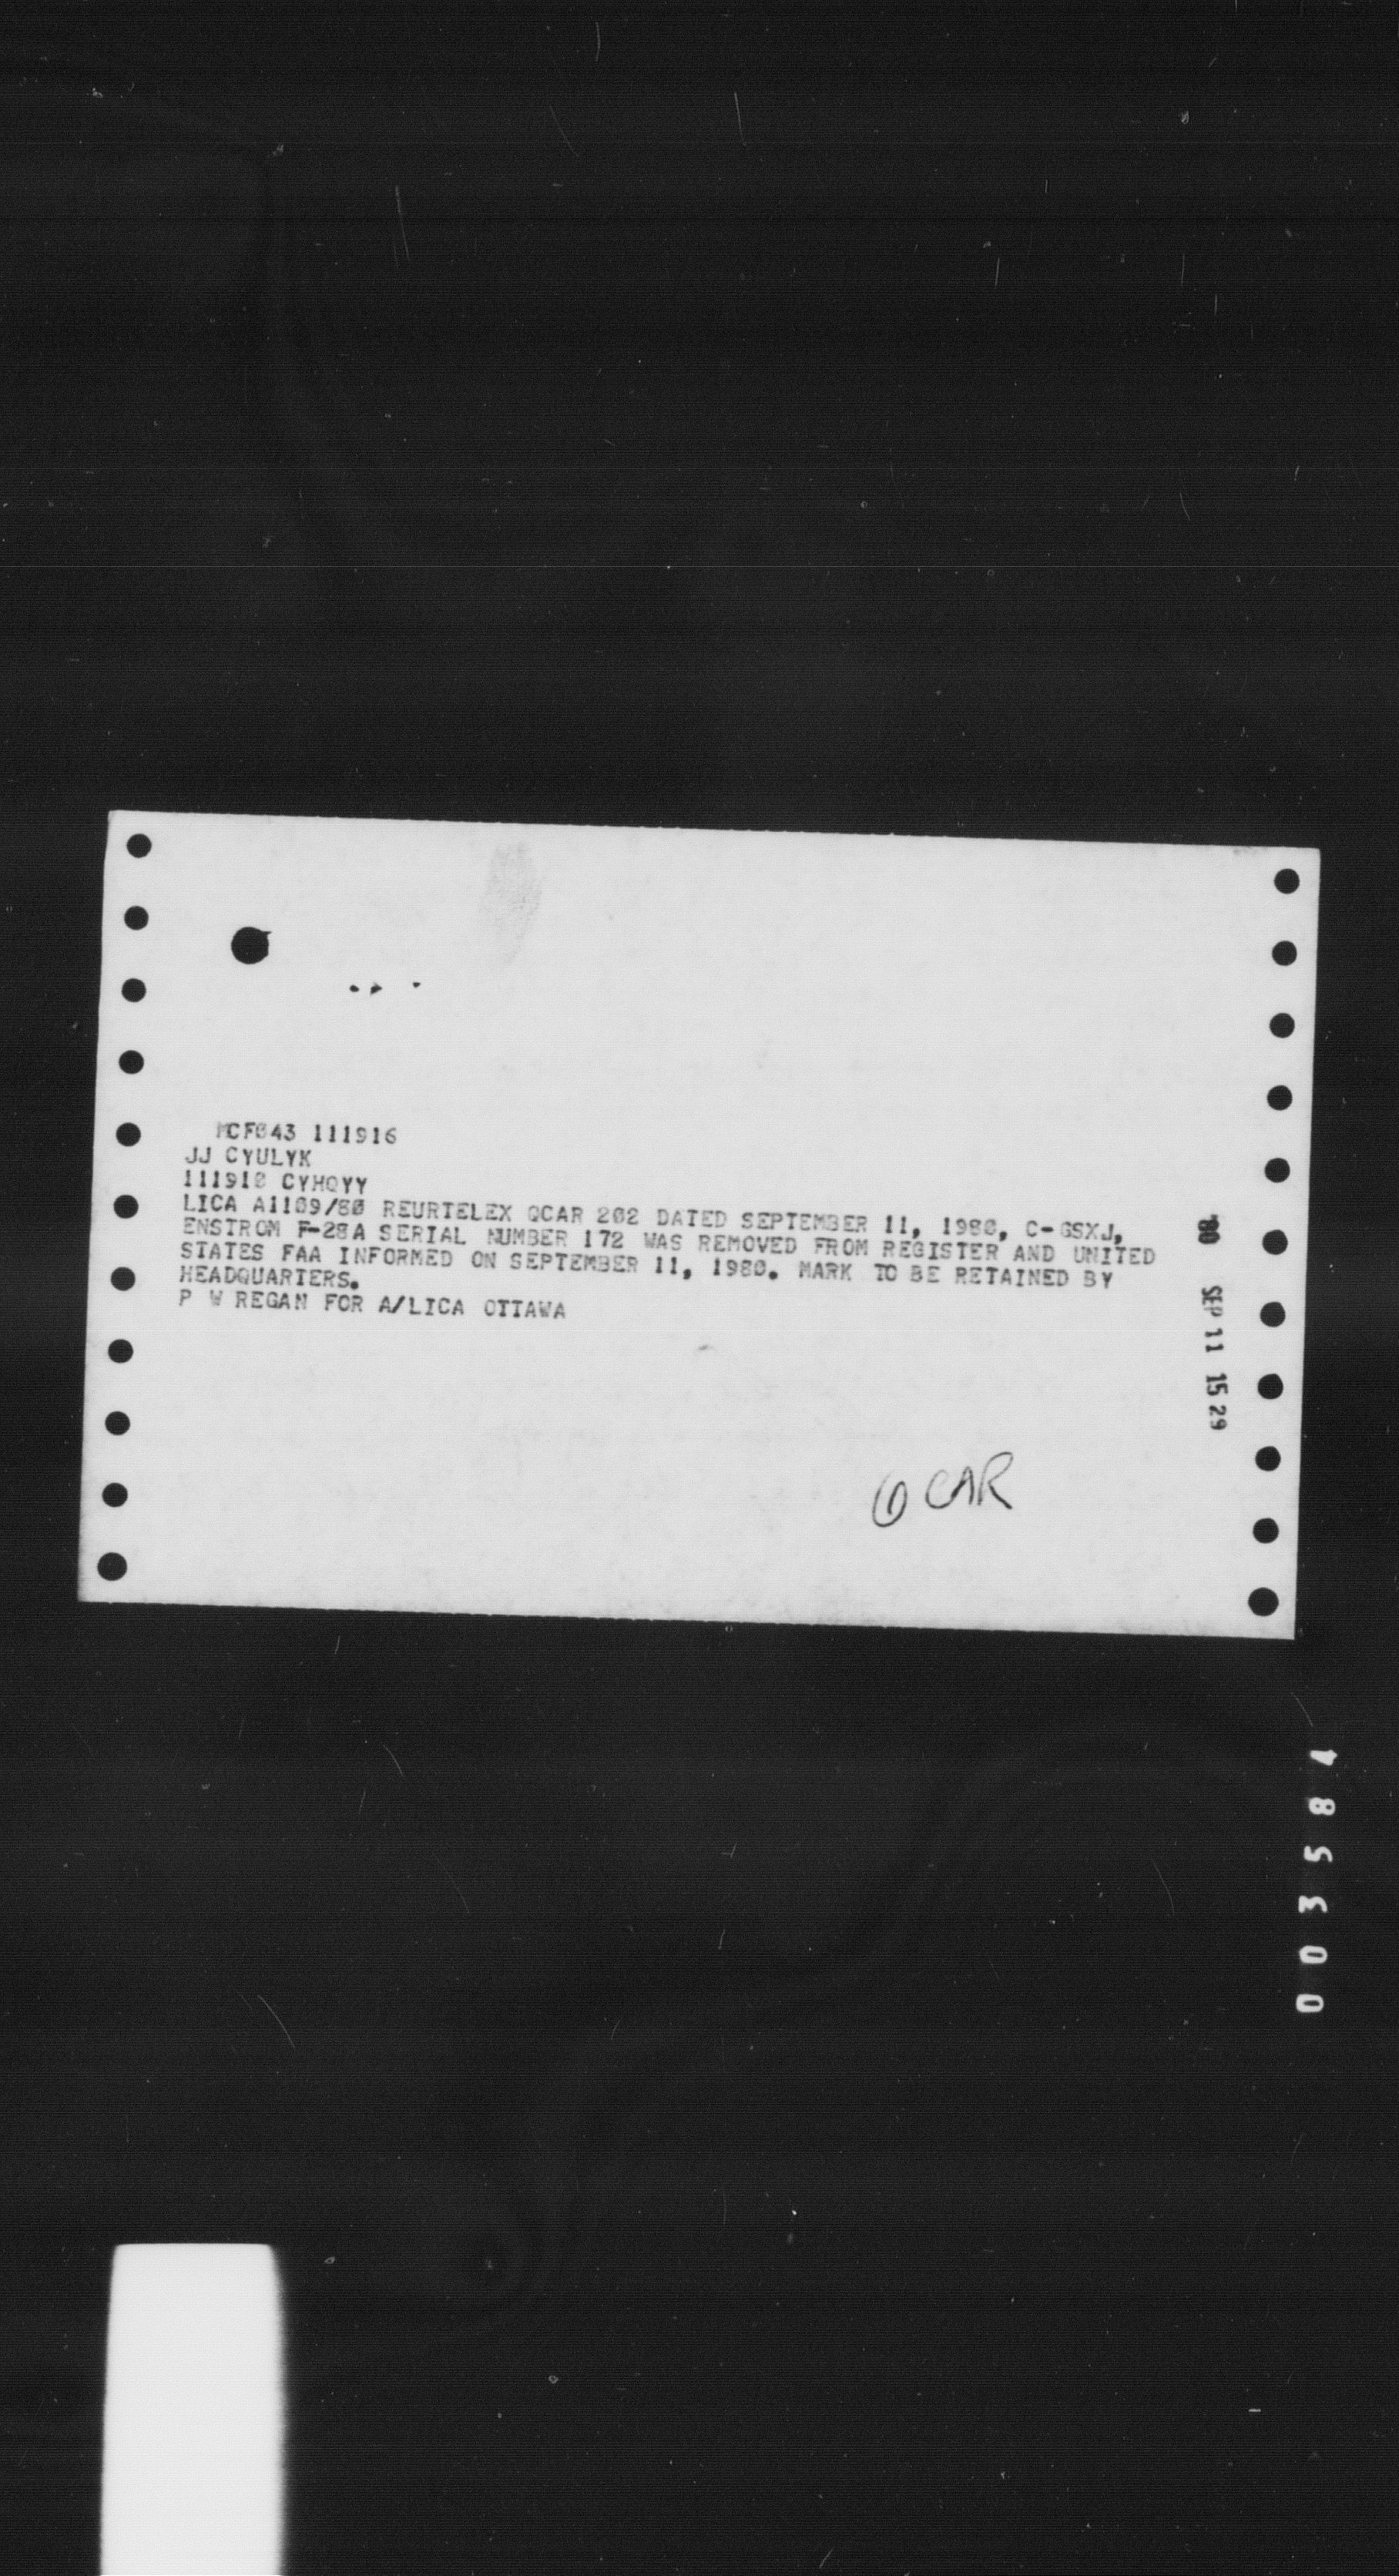 MCF043 111916
JJ CYULYK
111910 CYHQYY
LICA A1109/80 REURTELEX QCAR 202 DATED SEPTEMBER 11, 1980, C-GSXJ,
ENSTROM F-28A SERIAL NUMBER 172 WAS REMOVED FROM REGISTER AND UNITED
STATES FAA INFORMED ON SEPTEMBER 11, 1980. MARK TO BE RETAINED BY
HEADQUARTERS.
P W REGAN FOR A/LICA OTTAWA
'80 SEP 11 15 29
QCAR
003584